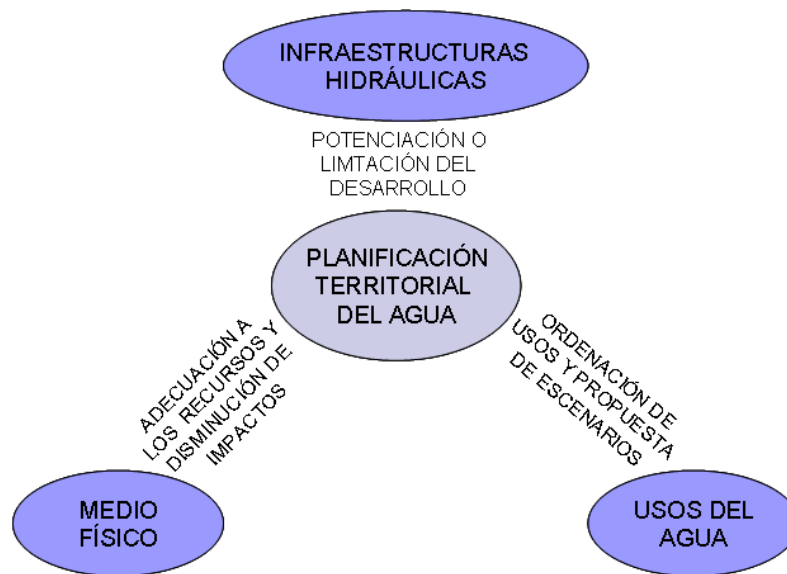 INFRAESTRUCTURAS
HIDRÁULICAS
POTENCIACIÓN O
LIMTACIÓN DEL
DESARROLLO
PLANIFICACIÓN
TERRITORIAL
DEL AGUA
ADECUACIÓN A
LOS RECURSOS Y
DISMINUCIÓN DE
IMPACTOS
ORDENACIÓN DE
USOS Y PROPUESTA
DE ESCENARIOS
MEDIO
FÍSICO
USOS DEL
AGUA